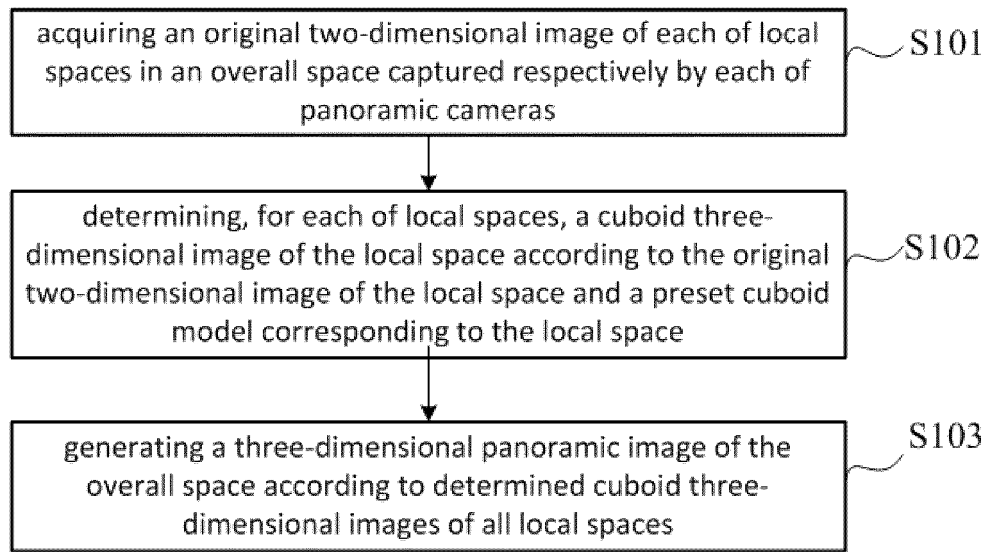 acquiring an original two-dimensional image of each of local
spaces in an overall space captured respectively by each of
panoramic cameras
S101
determining, for each of local spaces, a cuboid three-
dimensional image of the local space according to the original
two-dimensional image of the local space and a preset cuboid
model corresponding to the local space
S102
generating a three-dimensional panoramic image of the
overall space according to determined cuboid three-
dimensional images of all local spaces
S103